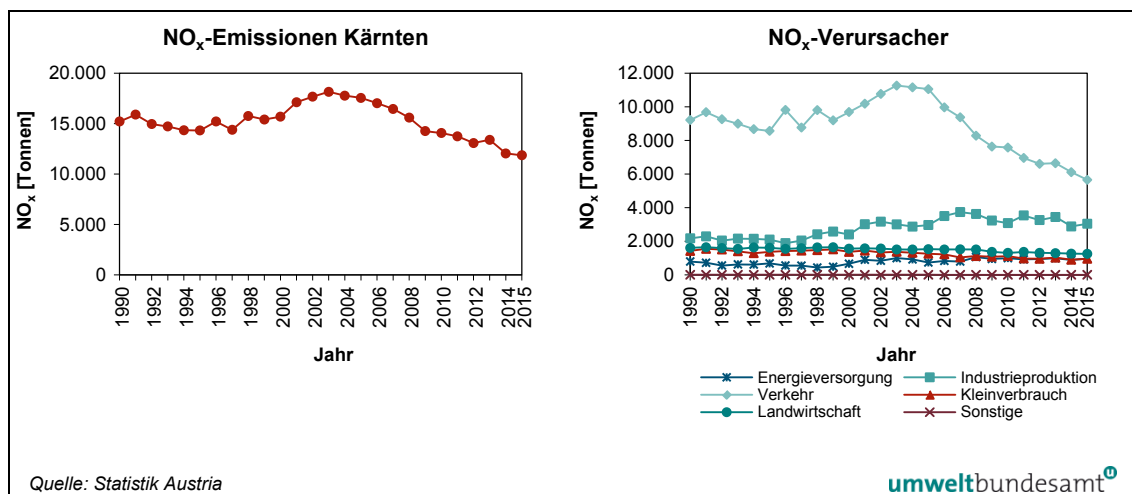 NOx-Emissionen Kärnten
20.000
15.000
10.000
5.000
0
NOx [Tonnen]
1990
1992
1994
1996
1998
2000
2002
2004
2006
2008
2010
2012
2014
2015
Jahr
NOx-Verursacher
12.000
10.000
8.000
6.000
4.000
2.000
0
NOx [Tonnen]
1990
1992
1994
1996
1998
2000
2002
2004
2006
2008
2010
2012
2014
2015
Jahr
Energieversorgung
Industrieproduktion
Verkehr
Kleinverbrauch
Landwirtschaft
Sonstige
Quelle: Statistik Austria
umweltbundesamt u